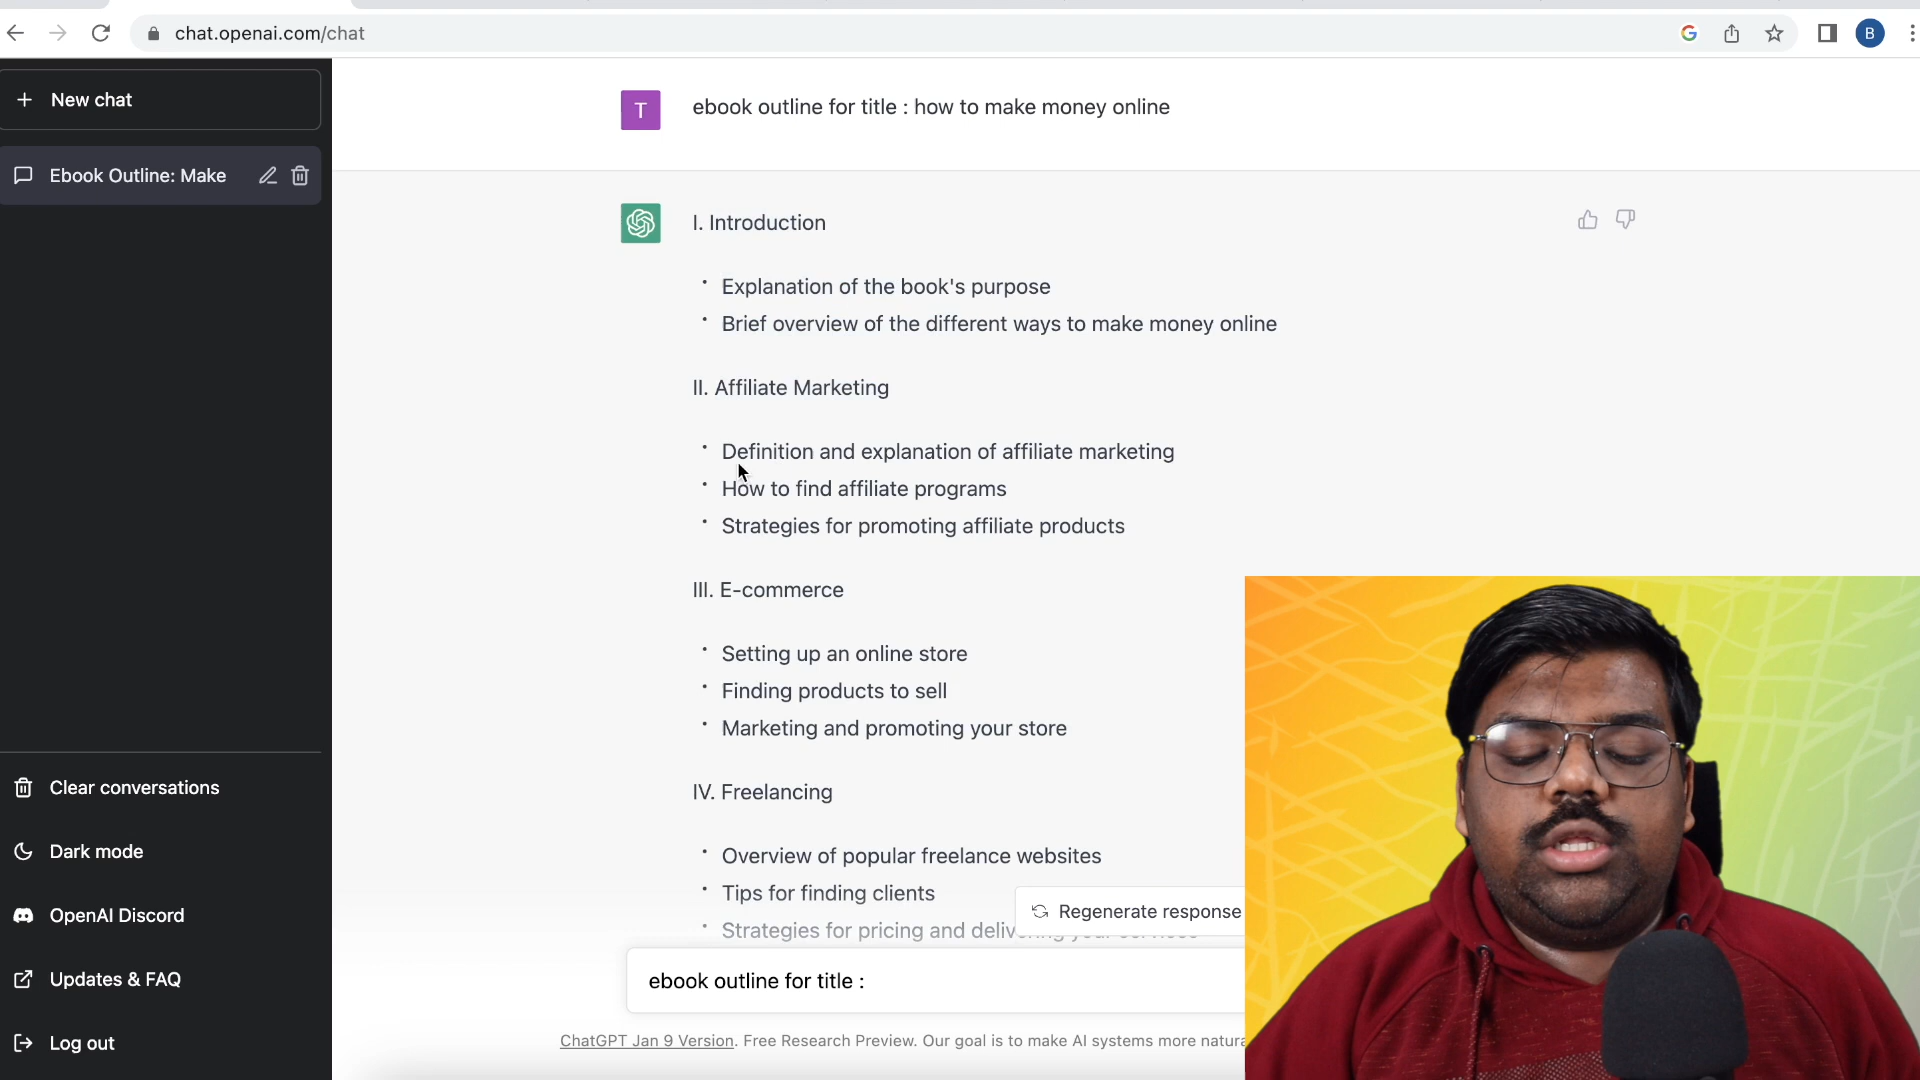 chat.openai.com/chat
G
B
New chat
Ebook Outline: Make
T
ebook outline for title : how to make money online
I. Introduction
Explanation of the book's purpose
Brief overview of the different ways to make money online
II. Affiliate Marketing
Definition and explanation of affiliate marketing
How to find affiliate programs
Strategies for promoting affiliate products
III. E-commerce
Setting up an online store
Finding products to sell
Marketing and promoting your store
IV. Freelancing
Overview of popular freelance websites
Tips for finding clients
Strategies for pricing and
Regenerate response
ebook outline for title :
ChatGPT Jan 9 Version. Free Research Preview. Our goal is to make AI systems more
Clear conversations
Dark mode
OpenAI Discord
Updates & FAQ
Log out